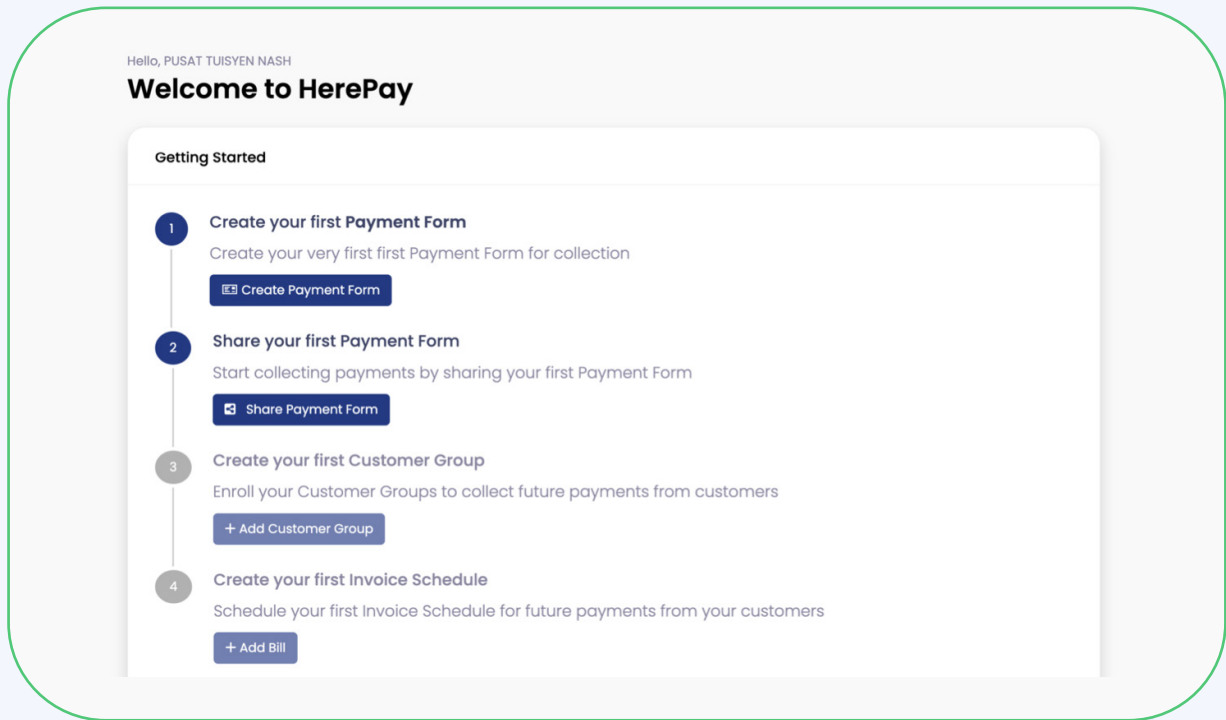 Hello, PUSAT TUISYEN NASH
Welcome to HerePay
Getting Started
1
Create your first Payment Form
Create your very first first Payment Form for collection
Create Payment Form
2
Share your first Payment Form
Start collecting payments by sharing your first Payment Form
Share Payment Form
3
Create your first Customer Group
Enroll your Customer Groups to collect future payments from customers
+ Add Customer Group
4
Create your first Invoice Schedule
Schedule your first Invoice Schedule for future payments from your customers
+ Add Bill